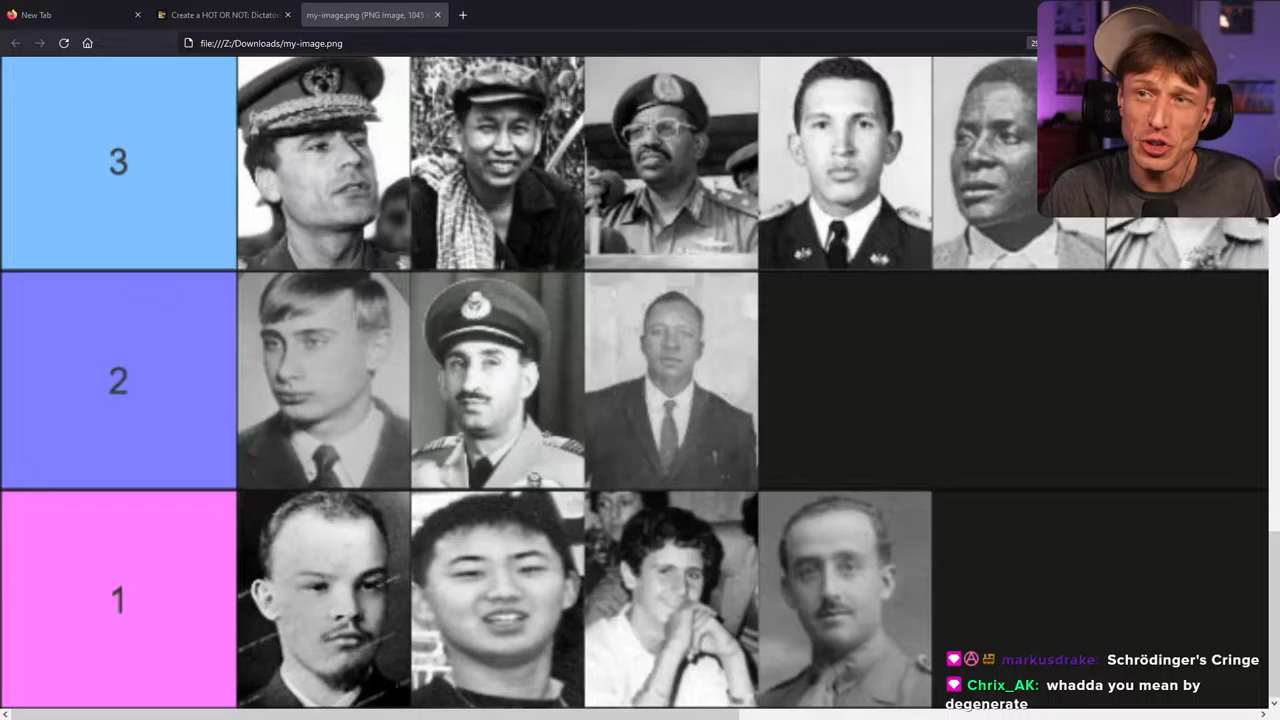 New Tab
Create a HOT OR NOT: Dictator
my-image.png (PNG Image, 1045
file:///Z:/Downloads/my-image.png
3
2
1
markusdrake: Schrödinger's Cringe
Chrix_AK: whadda you mean by
degenerate